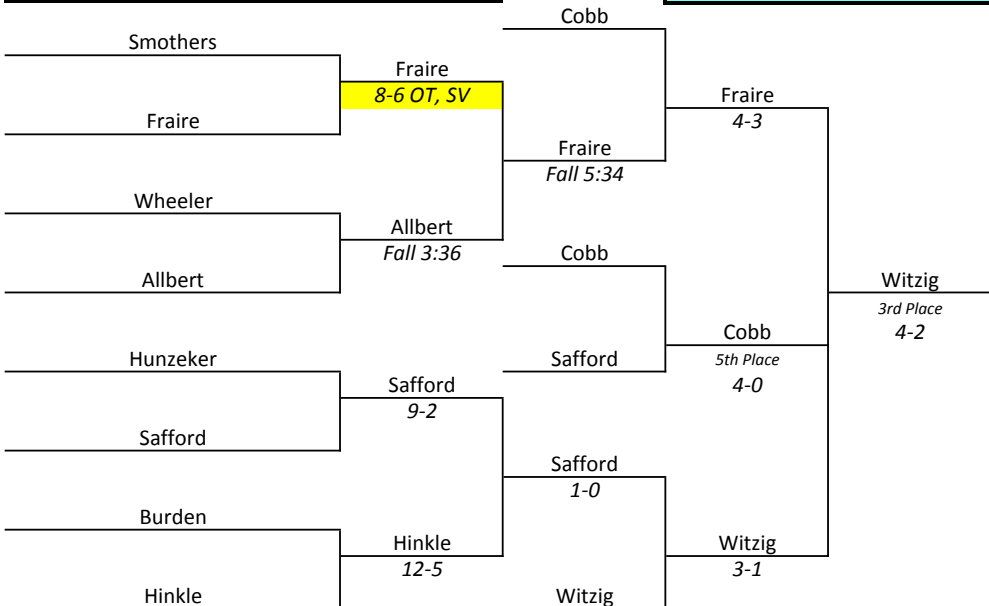 Cobb
Smothers
Fraire
8-6 OT, SV
Fraire
4-3
Fraire
Fraire
Fall 5:34
Wheeler
Allbert
Fall 3:36
Cobb
Allbert
Witzig
3rd Place
4-2
Cobb
5th Place
4-0
Hunzeker
Safford
Safford
9-2
Safford
Safford
1-0
Burden
Hinkle
12-5
Witzig
3-1
Hinkle
Witzig